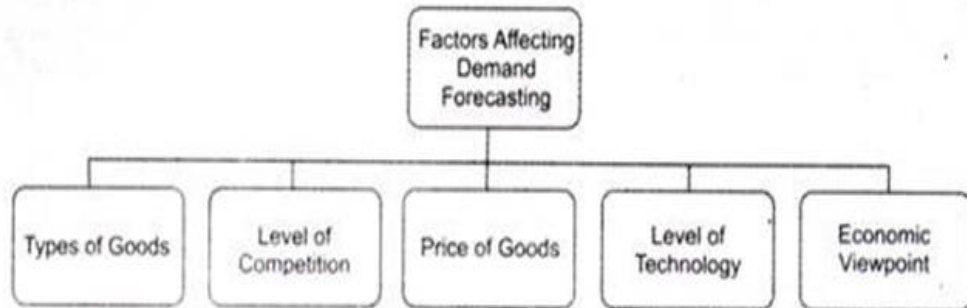 Factors Affecting
Demand
Forecasting
Types of Goods
Level of
Competition
Price of Goods
Level of
Technology
Economic
Viewpoint